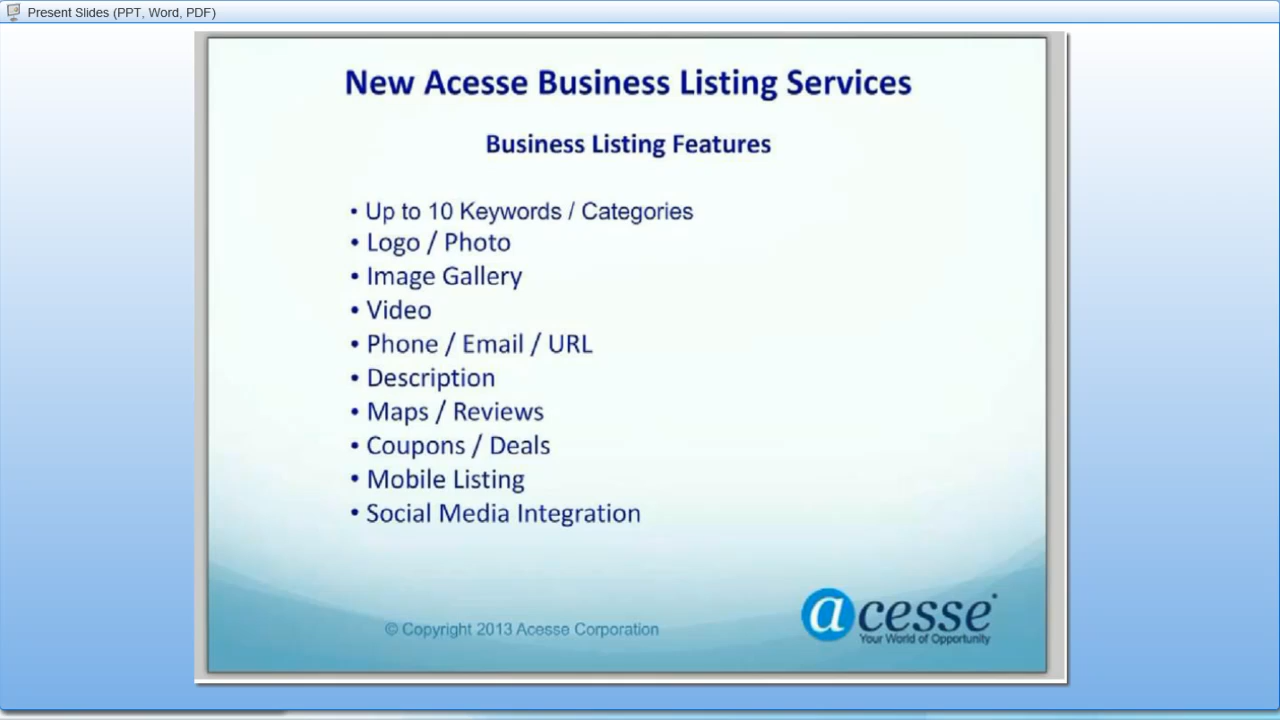 Present Slides (PPT, Word, PDF)
New Acesse Business Listing Services
Business Listing Features
• Up to 10 Keywords / Categories
• Logo / Photo
• Image Gallery
• Video
• Phone / Email / URL
• Description
• Maps / Reviews
• Coupons / Deals
• Mobile Listing
• Social Media Integration
© Copyright 2013 Acesse Corporation
acesse
Your World of Opportunity